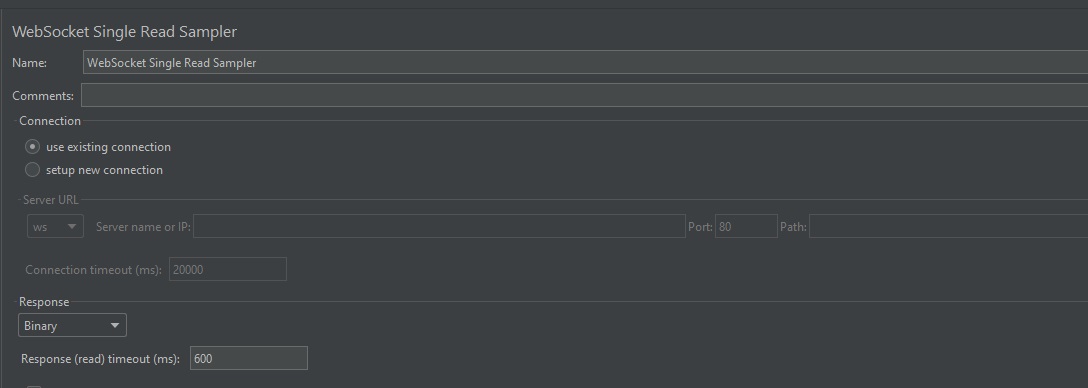 WebSocket Single Read Sampler
Name: WebSocket Single Read Sampler
Comments:
Connection
use existing connection
setup new connection
Server URL
ws Server name or IP: Port: 80 Path:
Connection timeout (ms): 20000
Response
Binary
Response (read) timeout (ms): 600